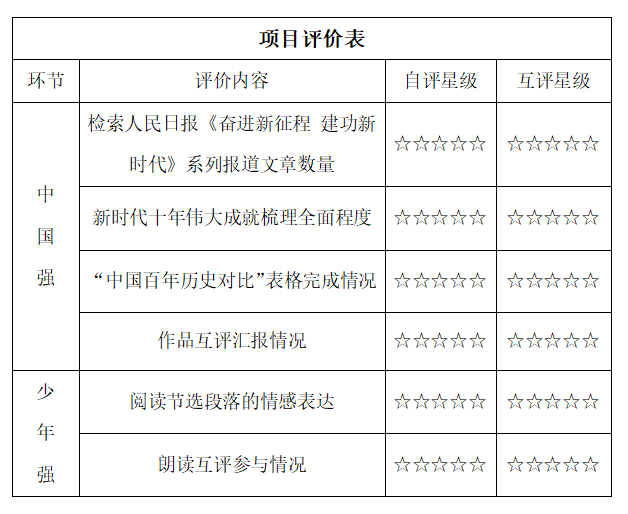 项目评价表
环节 评价内容 自评星级 互评星级
中国强
检索人民日报《奋进新征程 建功新
时代》系列报道文章数量 ☆☆☆☆☆ ☆☆☆☆☆
新时代十年伟大成就梳理全面程度 ☆☆☆☆☆ ☆☆☆☆☆
“中国百年历史对比”表格完成情况 ☆☆☆☆☆ ☆☆☆☆☆
作品互评汇报情况 ☆☆☆☆☆ ☆☆☆☆☆
少年强
阅读节选段落的情感表达 ☆☆☆☆☆ ☆☆☆☆☆
朗读互评参与情况 ☆☆☆☆☆ ☆☆☆☆☆